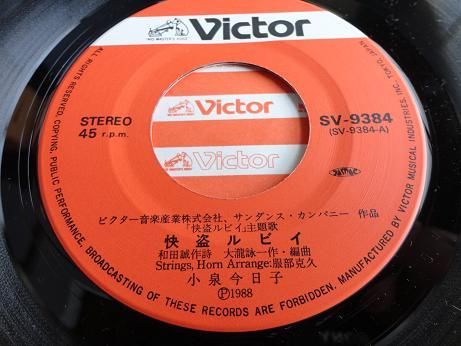 "HIS MASTER'S VOICE"
Victor
STEREO
45 r.p.m.
Victor
Victor
SV-9384
(SV-9384-A)
JASRAC
ビクター音楽産業株式会社、サンダンス・カンパニー 作品
「快盗ルビイ」主題歌
快盗ルビイ
和田誠作詩 大瀧詠一作・編曲
Strings, Horn Arrange:服部克久
小泉今日子
Ⓟ1988
ALL RIGHTS RESERVED. COPYING, PUBLIC PERFORMANCE, BROADCASTING OF THESE RECORDS ARE FORBIDDEN. MANUFACTURED BY VICTOR MUSICAL INDUSTRIES, INC., TOKYO, JAPAN